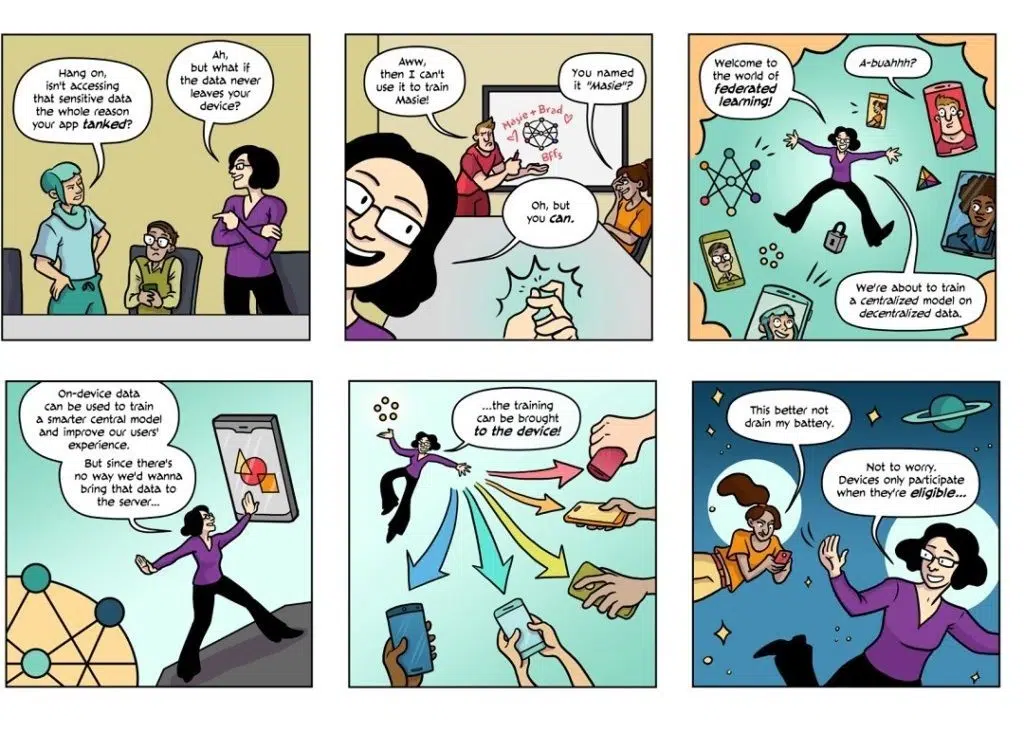 Hang on,
isn't accessing
that sensitive data
the whole reason
your app tanked?
Ah,
but what if
the data never
leaves your
device?
Aww,
then I can't
use it to train
Masie!
You named
it "Masie"?
Masie + Brad
BFFs
Oh, but
you can.
Welcome to
the world of
federated
learning!
A-buahhh?
We're about to train
a centralized model on
decentralized data.
On-device data
can be used to train
a smarter central model
and improve our users'
experience.
But since there's
no way we'd wanna
bring that data to
the server...
...the training
can be brought
to the device!
This better not
drain my battery.
Not to worry.
Devices only participate
when they're eligible...